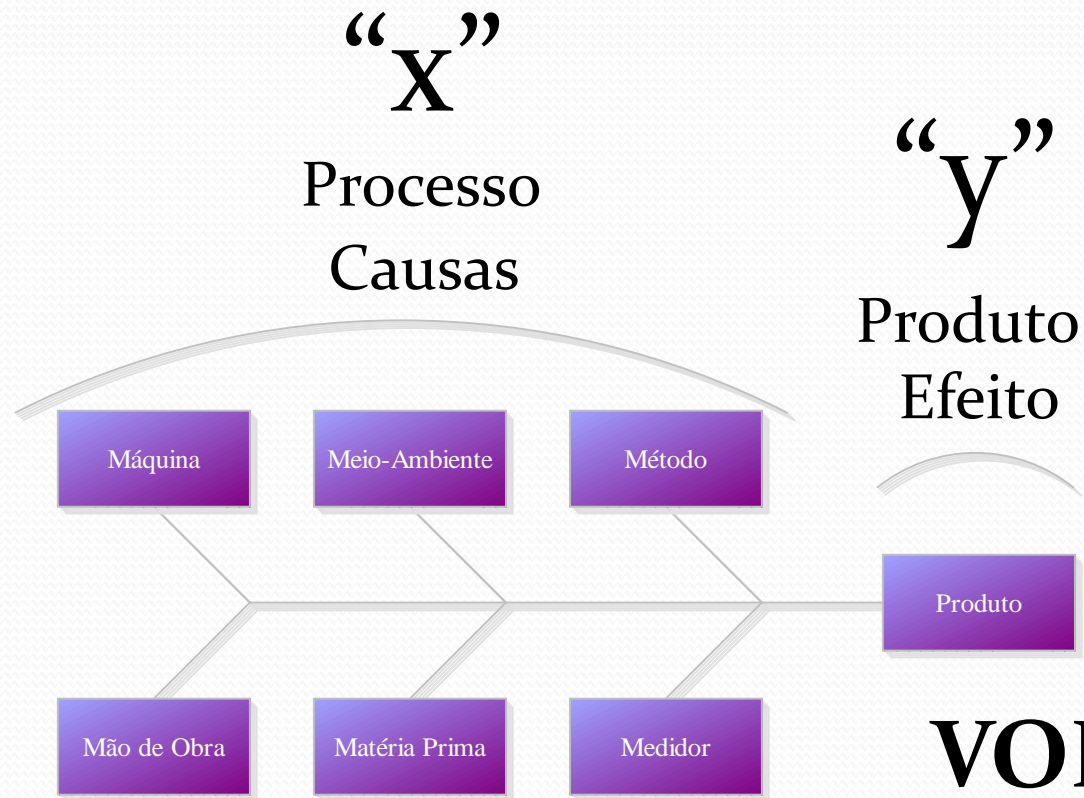 “x”
Processo
Causas
“y”
Produto
Efeito
Máquina
Meio-Ambiente
Método
Produto
Mão de Obra
Matéria Prima
Medidor